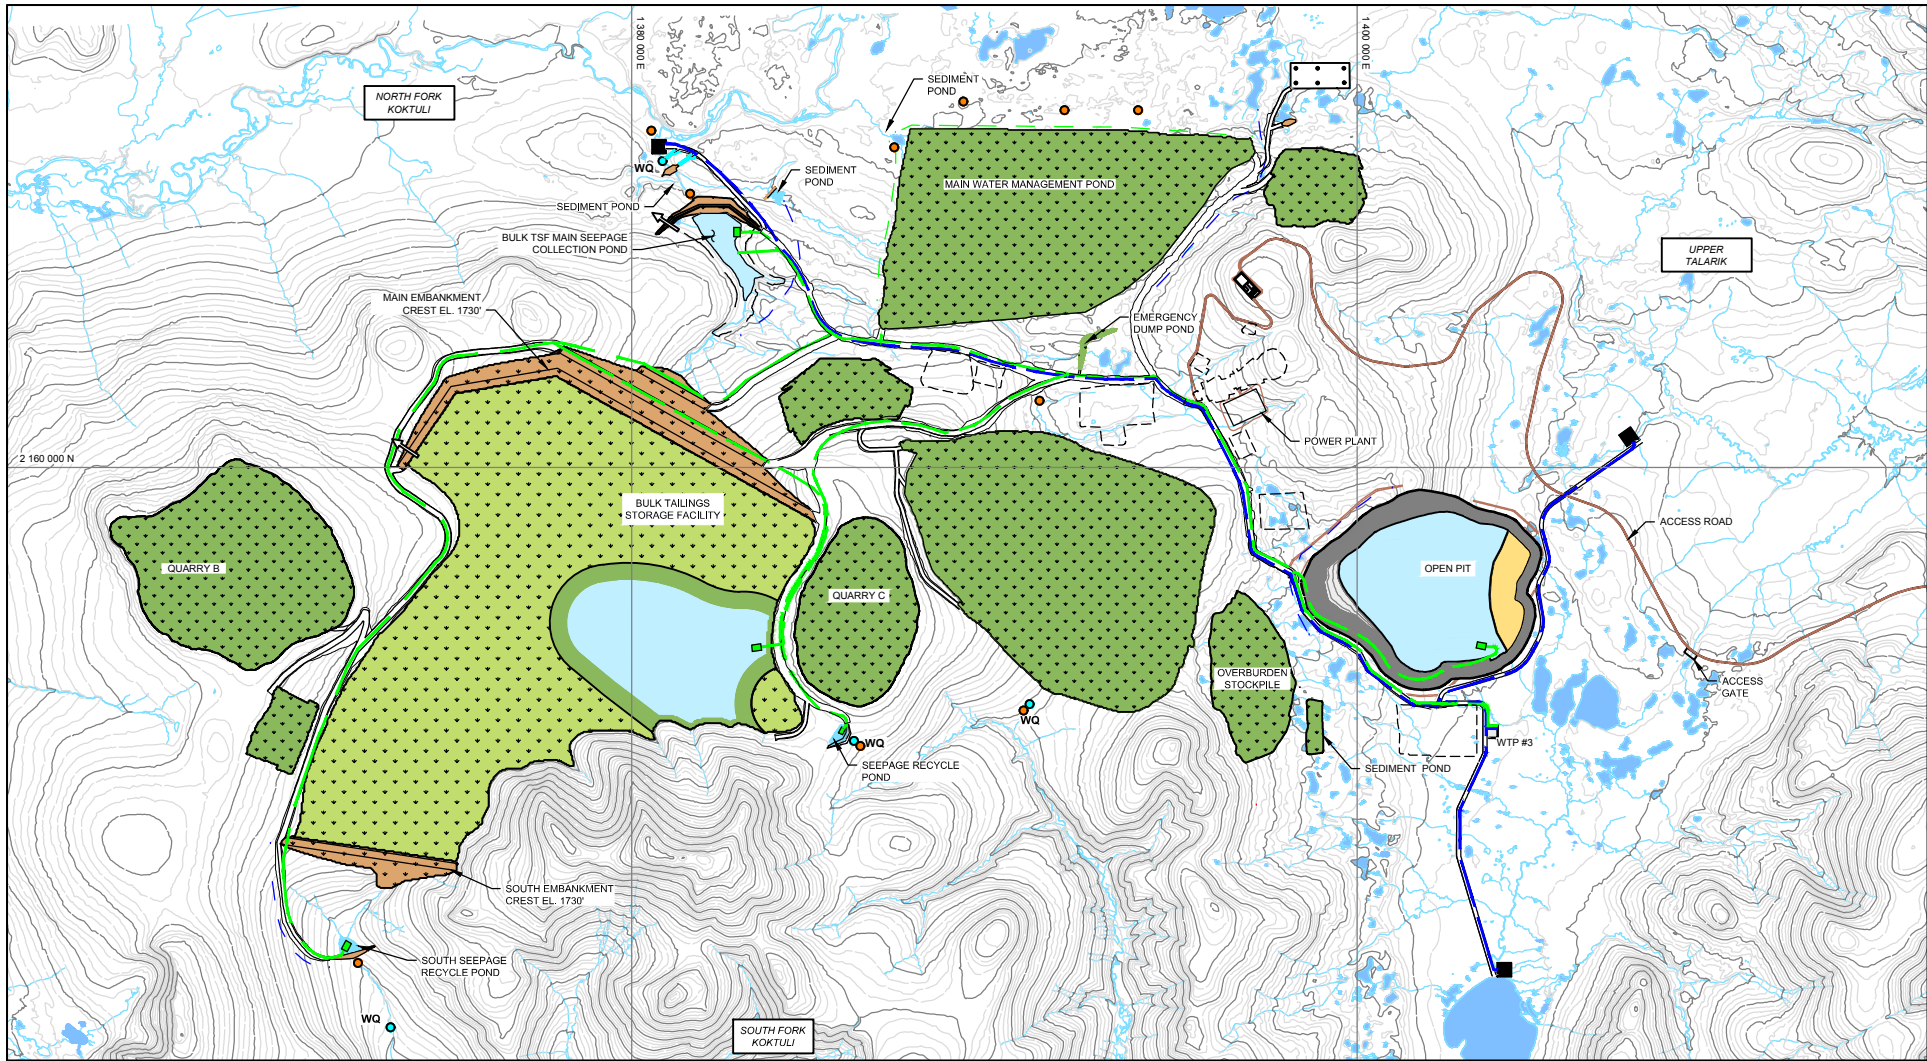 1 380 000 E
1 400 000 E
NORTH FORK
KOKTULI
SEDIMENT
POND
WQ
SEDIMENT
POND
MAIN WATER MANAGEMENT POND
SEDIMENT POND
BULK TSF MAIN SEEPAGE
COLLECTION POND
UPPER
TALARIK
MAIN EMBANKMENT
CREST EL. 1730'
EMERGENCY
DUMP POND
POWER PLANT
2 160 000 N
BULK TAILINGS
STORAGE FACILITY
ACCESS ROAD
QUARRY B
QUARRY C
OPEN PIT
OVERBURDEN
STOCKPILE
ACCESS
GATE
WQ
WQ
WTP #3
SEEPAGE RECYCLE
POND
SEDIMENT POND
SOUTH EMBANKMENT
CREST EL. 1730'
SOUTH SEEPAGE
RECYCLE POND
WQ
SOUTH FORK
KOKTULI